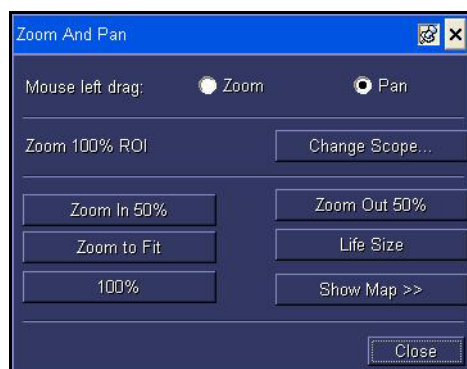 Zoom And Pan
Mouse left drag: Zoom Pan
Zoom 100% ROI Change Scope...
Zoom In 50% Zoom Out 50%
Zoom to Fit Life Size
100% Show Map >>
Close